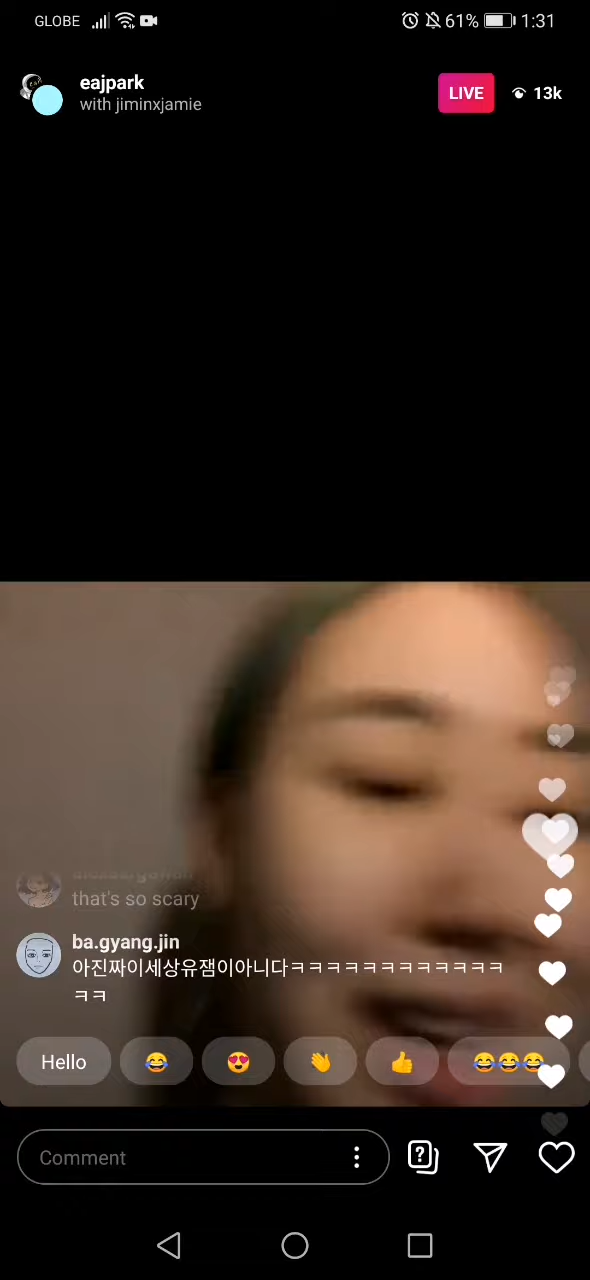 GLOBE 61% 1:31
eajpark
with jiminxjamie
LIVE 13k
that's so scary
ba.gyang.jin
아진짜이세상유잼이아니다ㅋㅋㅋㅋㅋㅋㅋㅋㅋㅋㅋㅋ
ㅋㅋ
Hello
Comment